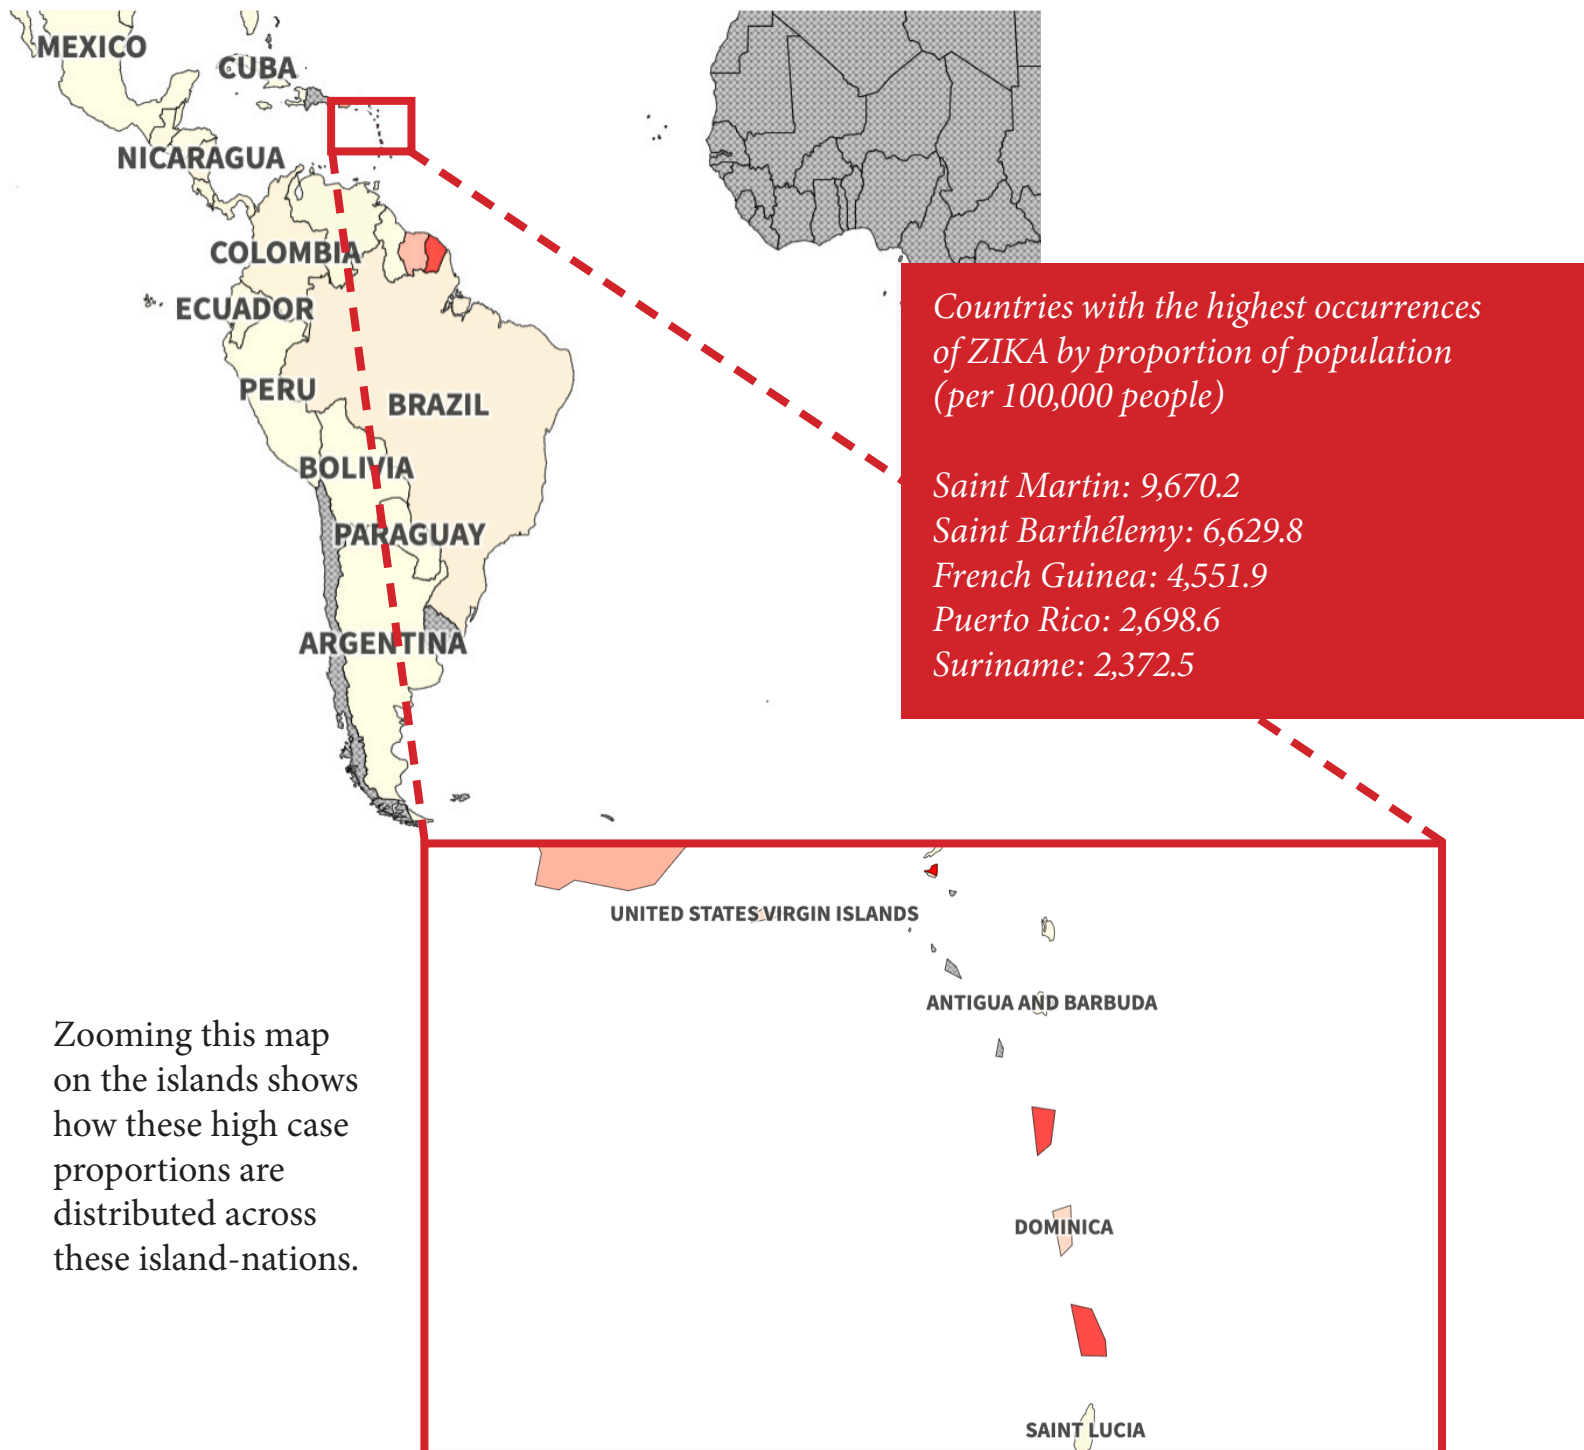 MEXICO
CUBA
NICARAGUA
COLOMBIA
ECUADOR
PERU
BRAZIL
BOLIVIA
PARAGUAY
ARGENTINA
Countries with the highest occurrences
of ZIKA by proportion of population
(per 100,000 people)
Saint Martin: 9,670.2
Saint Barthélemy: 6,629.8
French Guinea: 4,551.9
Puerto Rico: 2,698.6
Suriname: 2,372.5
UNITED STATES VIRGIN ISLANDS
ANTIGUA AND BARBUDA
DOMINICA
SAINT LUCIA
Zooming this map
on the islands shows
how these high case
proportions are
distributed across
these island-nations.